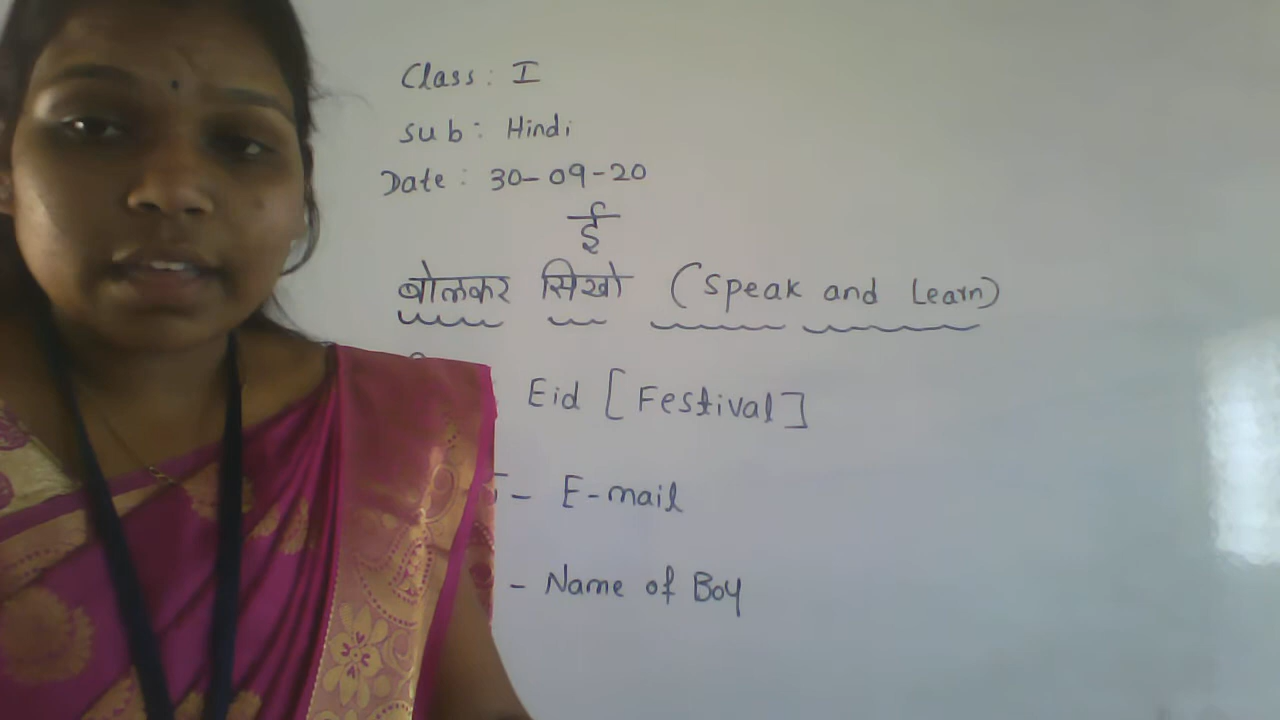 Class: I
Sub: Hindi
Date: 30-09-20
ई
बोलकर सिखो (Speak and Learn)
Eid [Festival]
- E-mail
- Name of Boy